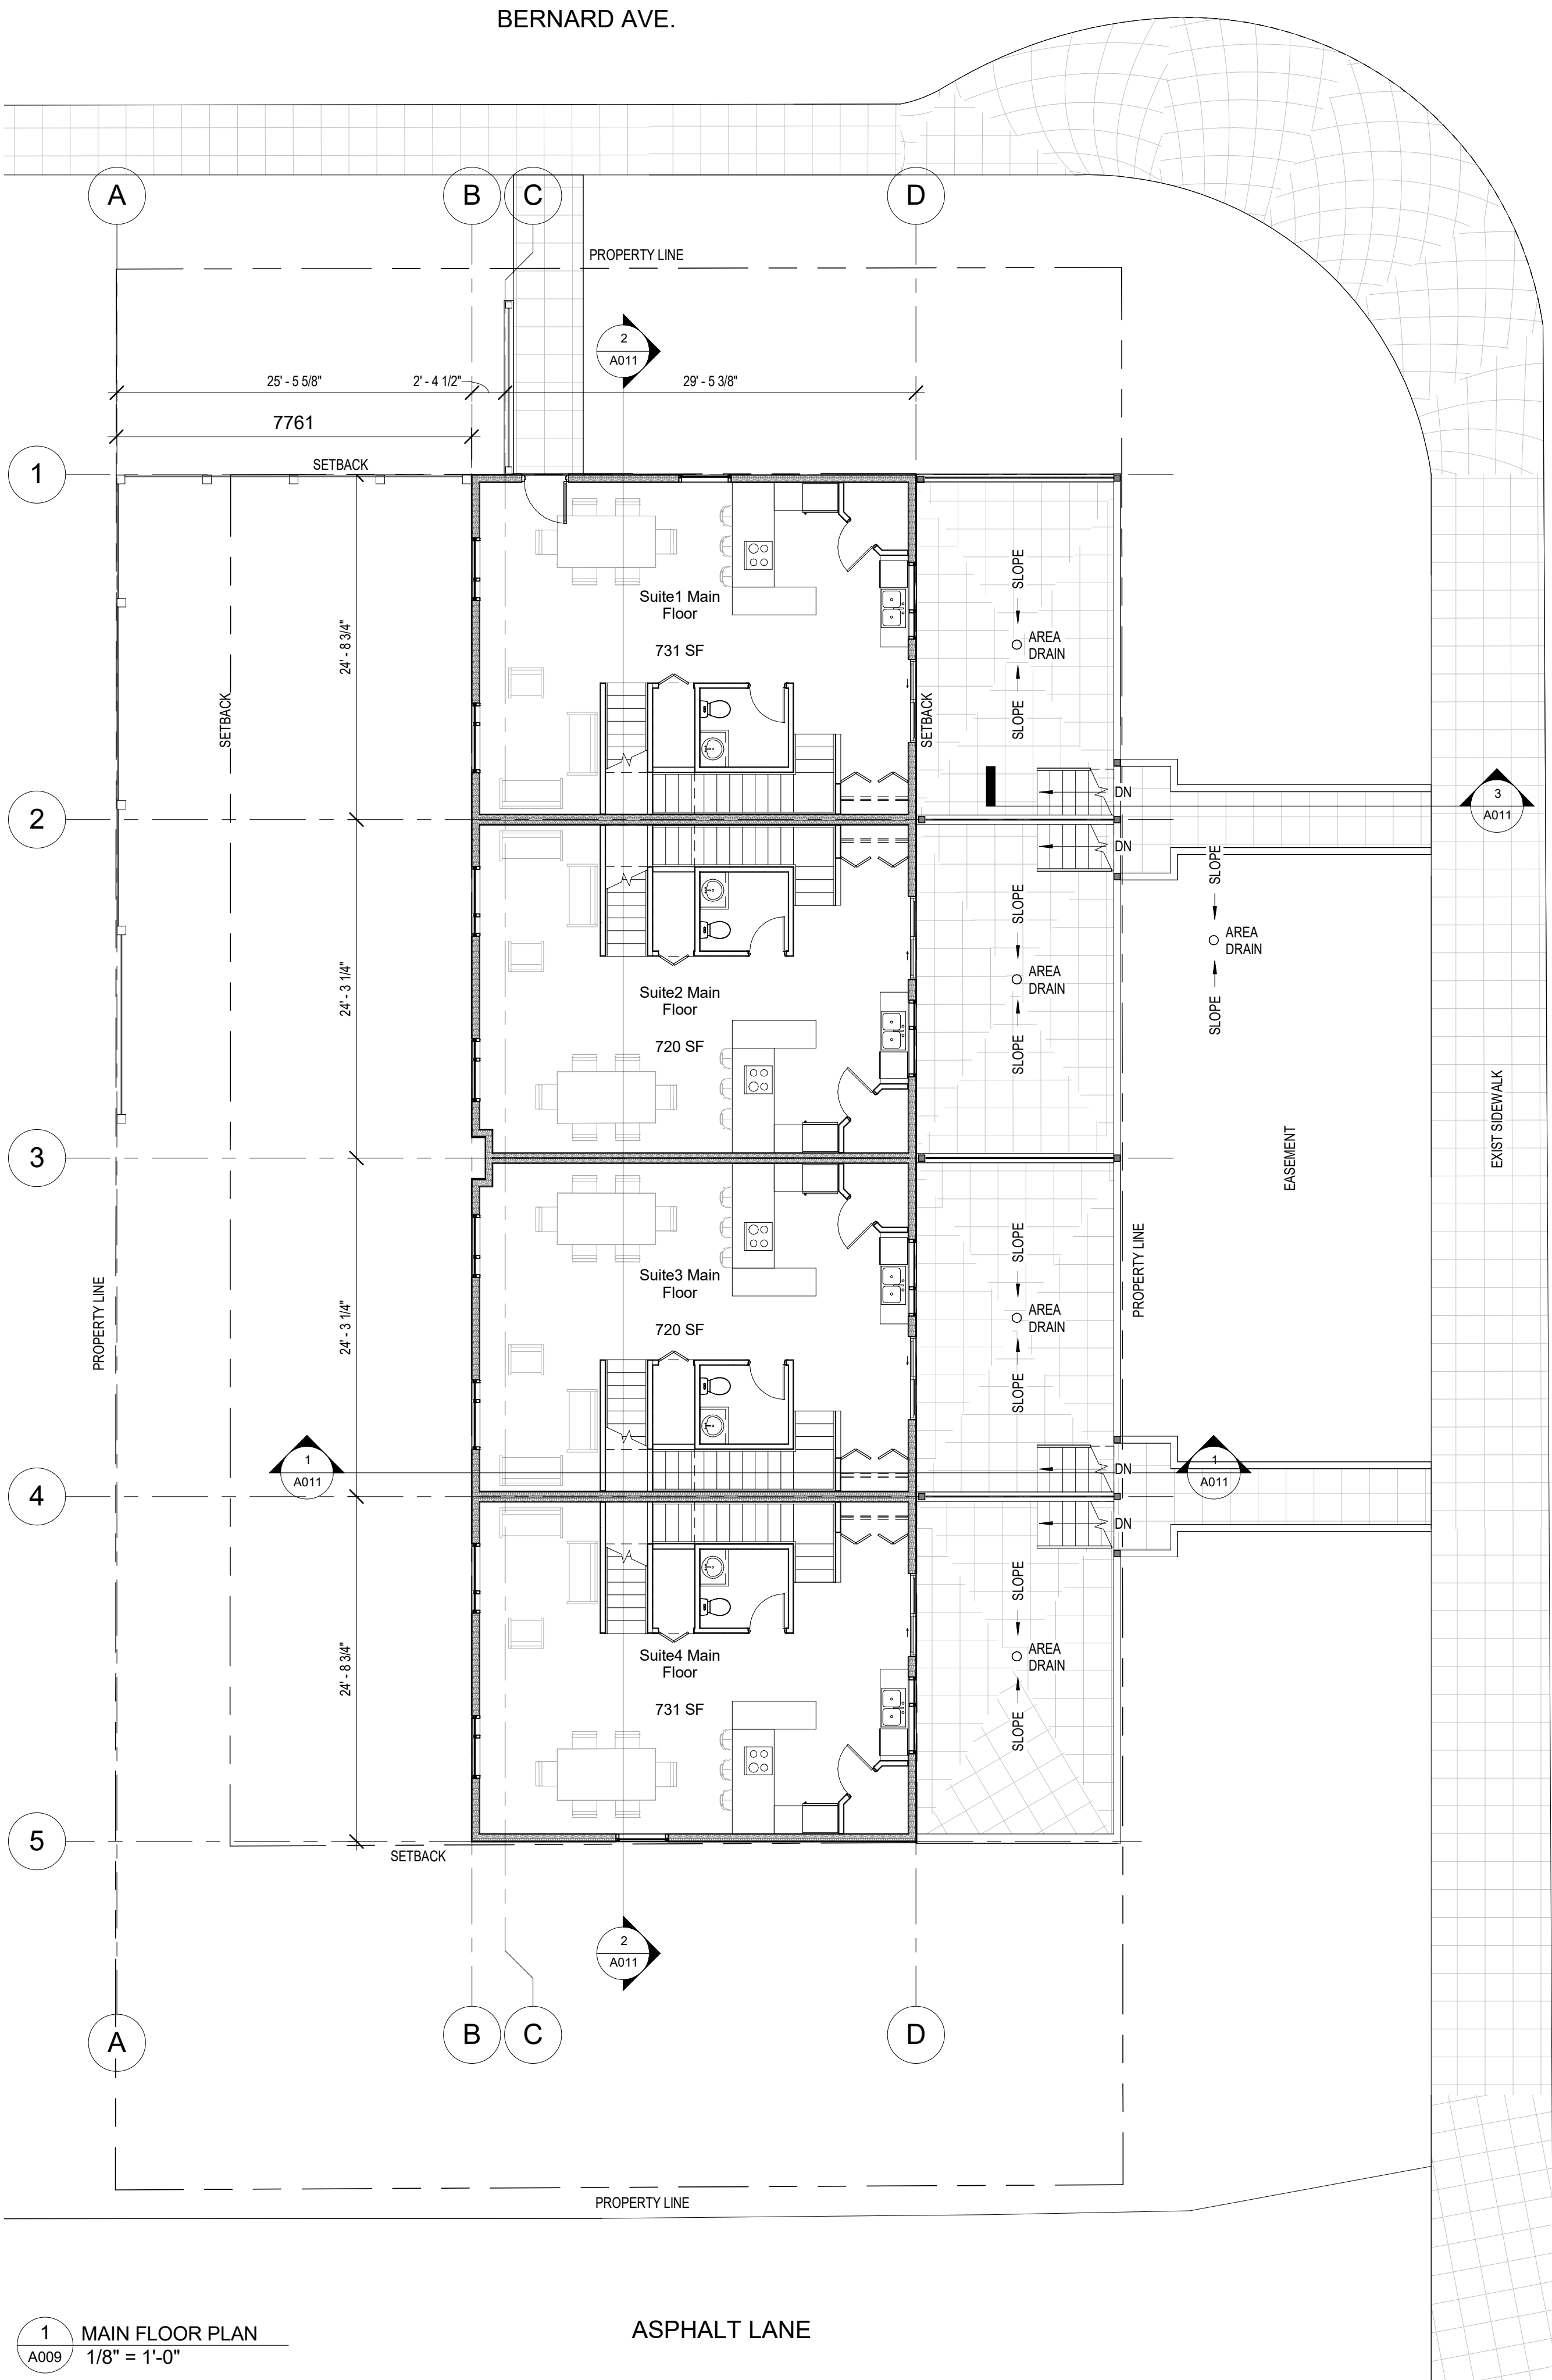 BERNARD AVE.
A
B
C
D
PROPERTY LINE
2
A011
25' - 5 5/8"
2' - 4 1/2"
29' - 5 3/8"
7761
SETBACK
1
24' - 8 3/4"
SETBACK
Suite1 Main
Floor
731 SF
SETBACK
SLOPE
AREA
DRAIN
SLOPE
DN
3
A011
2
DN
24' - 3 1/4"
Suite2 Main
Floor
720 SF
SLOPE
AREA
DRAIN
SLOPE
SLOPE
AREA
DRAIN
SLOPE
EASEMENT
EXIST SIDEWALK
3
PROPERTY LINE
24' - 3 1/4"
Suite3 Main
Floor
720 SF
SLOPE
AREA
DRAIN
SLOPE
PROPERTY LINE
1
A011
DN
1
A011
4
DN
24' - 8 3/4"
Suite4 Main
Floor
731 SF
SLOPE
AREA
DRAIN
SLOPE
5
SETBACK
2
A011
A
B
C
D
PROPERTY LINE
ASPHALT LANE
1
A009
MAIN FLOOR PLAN
1/8" = 1'-0"